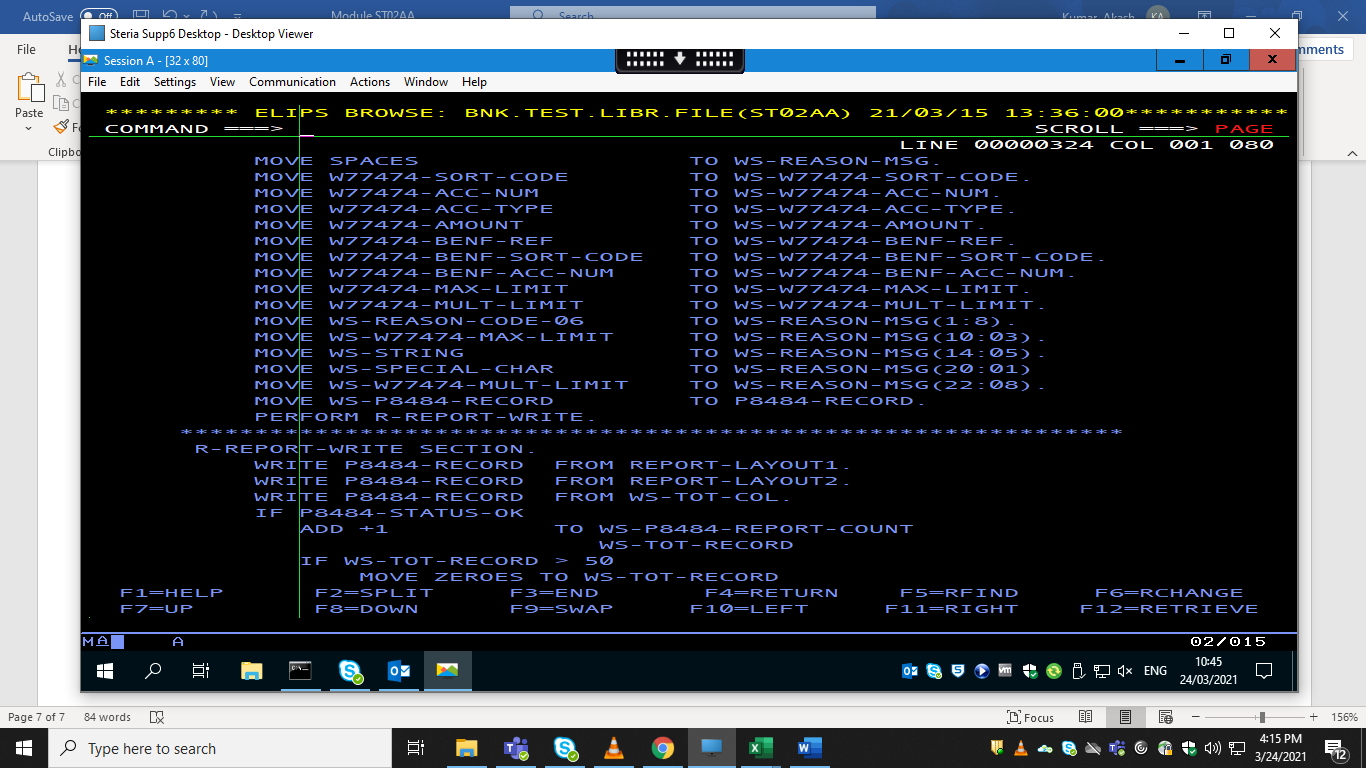 AutoSave Off Module ST02AA Search Kumar, Akash KA
Steria Supp6 Desktop - Desktop Viewer
File
Session A - [32 x 80]
File Edit Settings View Communication Actions Window Help
Paste
********* ELIPS BROWSE: BNK.TEST.LIBR.FILE(ST02AA) 21/03/15 13:36:00***********
COMMAND ===> SCROLL ===> PAGE
LINE 00000324 COL 001 080
MOVE SPACES TO WS-REASON-MSG.
MOVE W77474-SORT-CODE TO WS-W77474-SORT-CODE.
MOVE W77474-ACC-NUM TO WS-W77474-ACC-NUM.
MOVE W77474-ACC-TYPE TO WS-W77474-ACC-TYPE.
MOVE W77474-AMOUNT TO WS-W77474-AMOUNT.
MOVE W77474-BENF-REF TO WS-W77474-BENF-REF.
MOVE W77474-BENF-SORT-CODE TO WS-W77474-BENF-SORT-CODE.
MOVE W77474-BENF-ACC-NUM TO WS-W77474-BENF-ACC-NUM.
MOVE W77474-MAX-LIMIT TO WS-W77474-MAX-LIMIT.
MOVE W77474-MULT-LIMIT TO WS-W77474-MULT-LIMIT.
MOVE WS-REASON-CODE-06 TO WS-REASON-MSG(1:8).
MOVE WS-W77474-MAX-LIMIT TO WS-REASON-MSG(10:03).
MOVE WS-STRING TO WS-REASON-MSG(14:05).
MOVE WS-SPECIAL-CHAR TO WS-REASON-MSG(20:01)
MOVE WS-W77474-MULT-LIMIT TO WS-REASON-MSG(22:08).
MOVE WS-P8484-RECORD TO P8484-RECORD.
PERFORM R-REPORT-WRITE.
***************************************************************
R-REPORT-WRITE SECTION.
WRITE P8484-RECORD FROM REPORT-LAYOUT1.
WRITE P8484-RECORD FROM REPORT-LAYOUT2.
WRITE P8484-RECORD FROM WS-TOT-COL.
IF P8484-STATUS-OK
ADD +1 TO WS-P8484-REPORT-COUNT
WS-TOT-RECORD
IF WS-TOT-RECORD > 50
MOVE ZEROES TO WS-TOT-RECORD
F1=HELP F2=SPLIT F3=END F4=RETURN F5=RFIND F6=RCHANGE
F7=UP F8=DOWN F9=SWAP F10=LEFT F11=RIGHT F12=RETRIEVE
MA A 02/015
ENG 10:45
24/03/2021
Page 7 of 7 84 words Focus 156%
Type here to search 4:15 PM
3/24/2021 12